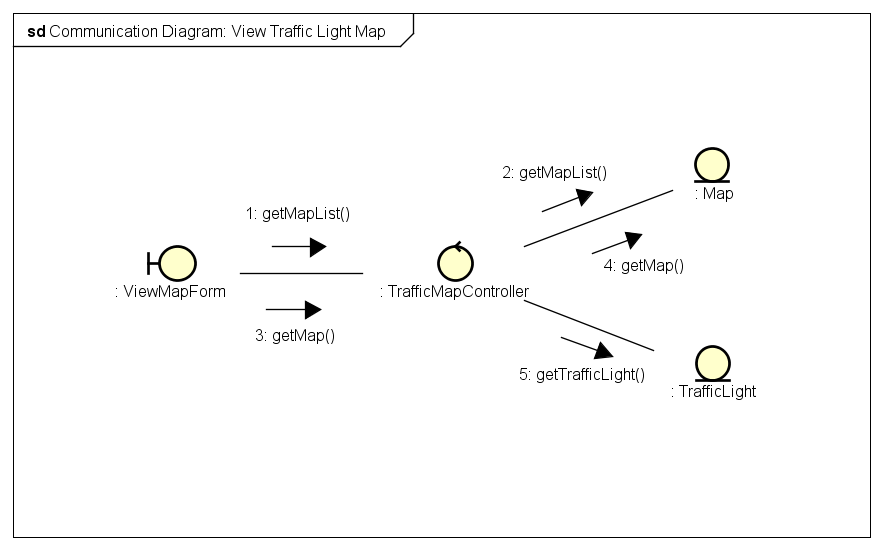 sd Communication Diagram: View Traffic Light Map
2: getMapList()
: Map
1: getMapList()
4: getMap()
: ViewMapForm
: TrafficMapController
3: getMap()
5: getTrafficLight()
: TrafficLight